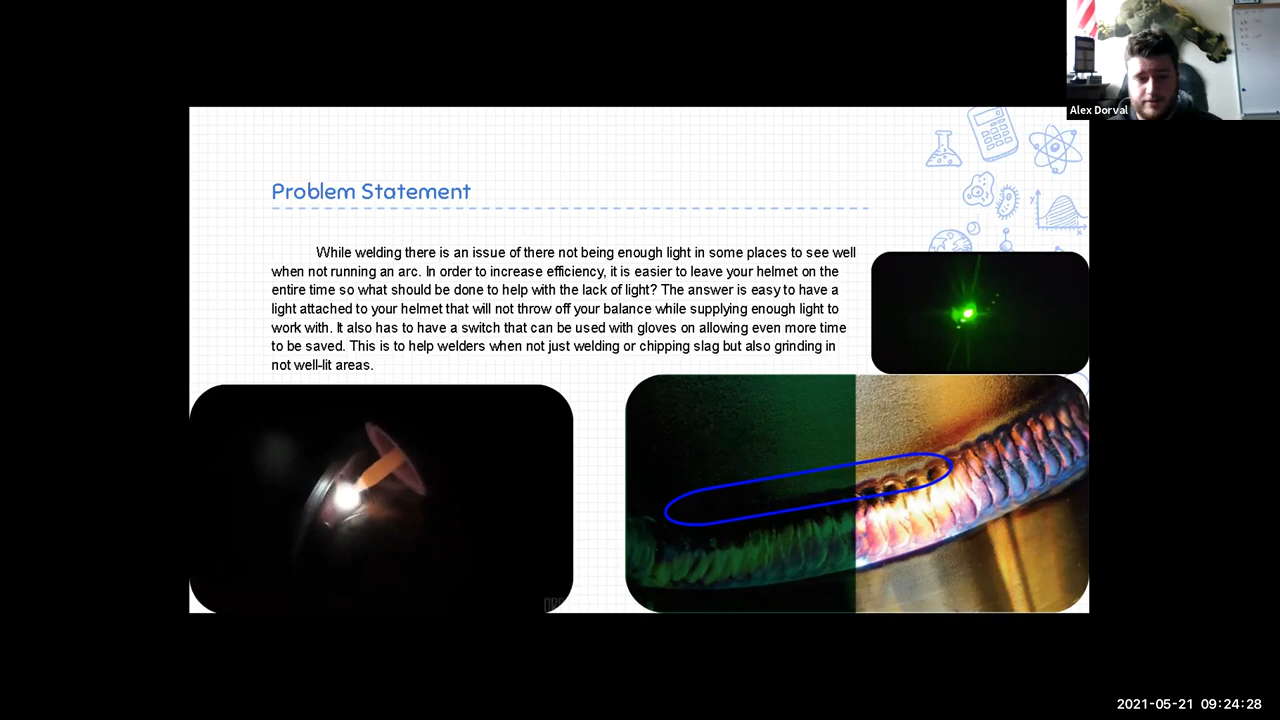 Alex Dorval
Problem Statement
While welding there is an issue of there not being enough light in some places to see well
when not running an arc. In order to increase efficiency, it is easier to leave your helmet on the
entire time so what should be done to help with the lack of light? The answer is easy to have a
light attached to your helmet that will not throw off your balance while supplying enough light to
work with. It also has to have a switch that can be used with gloves on allowing even more time
to be saved. This is to help welders when not just welding or chipping slag but also grinding in
not well-lit areas.
2021-05-21 09:24:28